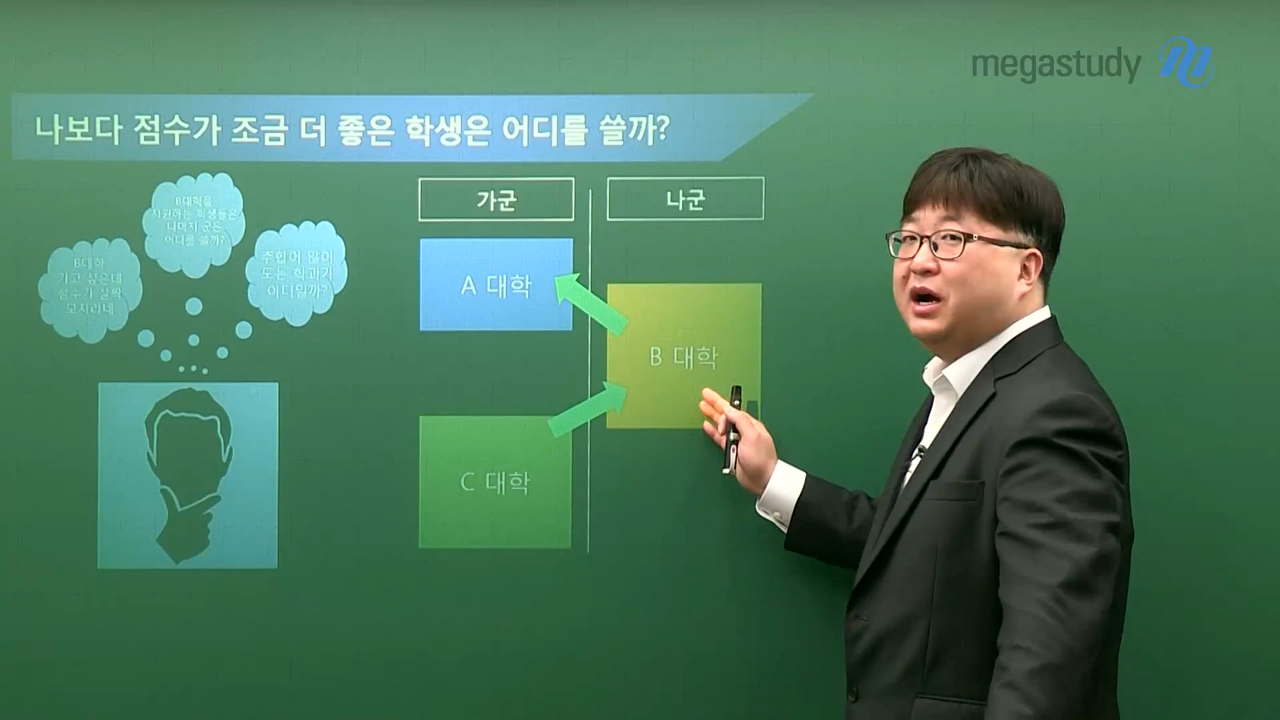 megastudy
나보다 점수가 조금 더 좋은 학생은 어디를 쓸까?
B대학을
지원하는 학생들은
나머지 군은
어디를 쓸까?
B대학
가고 싶은데
점수가 살짝
모자라네
추합이 많이
도는 학과가
어디일까?
가군
나군
A 대학
B 대학
C 대학